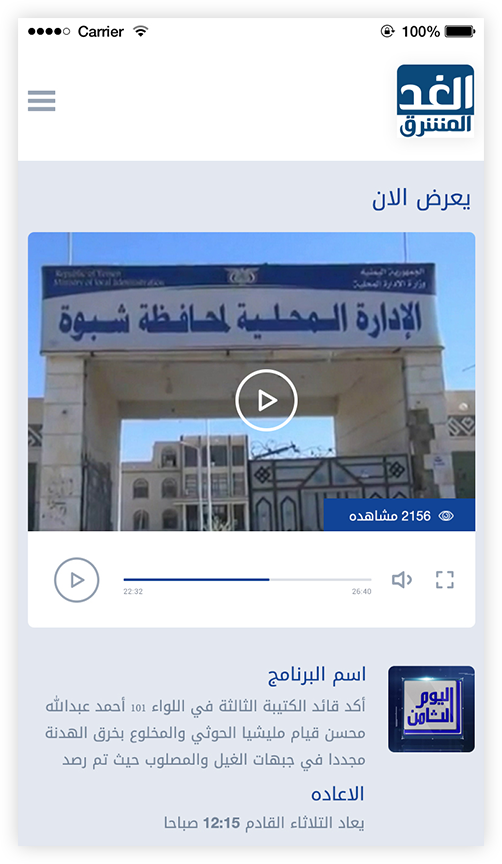 Carrier
100%
الغد
المشرق
يعرض الان
Republic of Yemen
Ministry of local Administration
الجمهورية اليمنية
وزارة الإدارة المحلية
الإدارة المحلية لمحافظة شبوة
2156 مشاهده
22:32
26:40
اسم البرنامج
اليوم
الثامن
أكد قائد الكتيبة الثالثة في اللواء 101 أحمد عبدالله
محسن قيام مليشيا الحوثي والمخلوع بخرق الهدنة
مجددا في جبهات الغيل والمصلوب حيث تم رصد
الاعاده
يعاد الثلاثاء القادم 12:15 صباحا